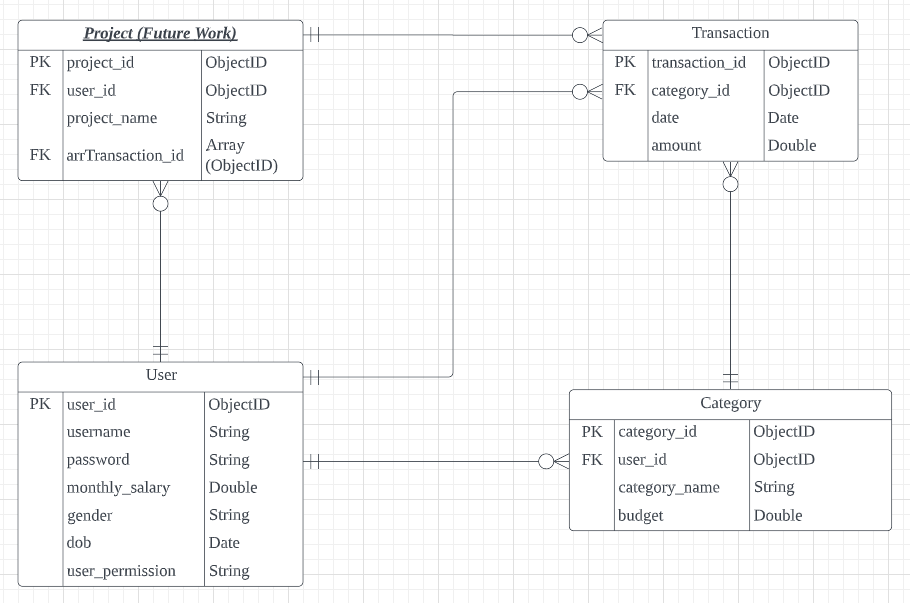 Project (Future Work)
PK project_id ObjectID
FK user_id ObjectID
project_name String
FK arrTransaction_id Array
(ObjectID)
Transaction
PK transaction_id ObjectID
FK category_id ObjectID
date Date
amount Double
User
PK user_id ObjectID
username String
password String
monthly_salary Double
gender String
dob Date
user_permission String
Category
PK category_id ObjectID
FK user_id ObjectID
category_name String
budget Double